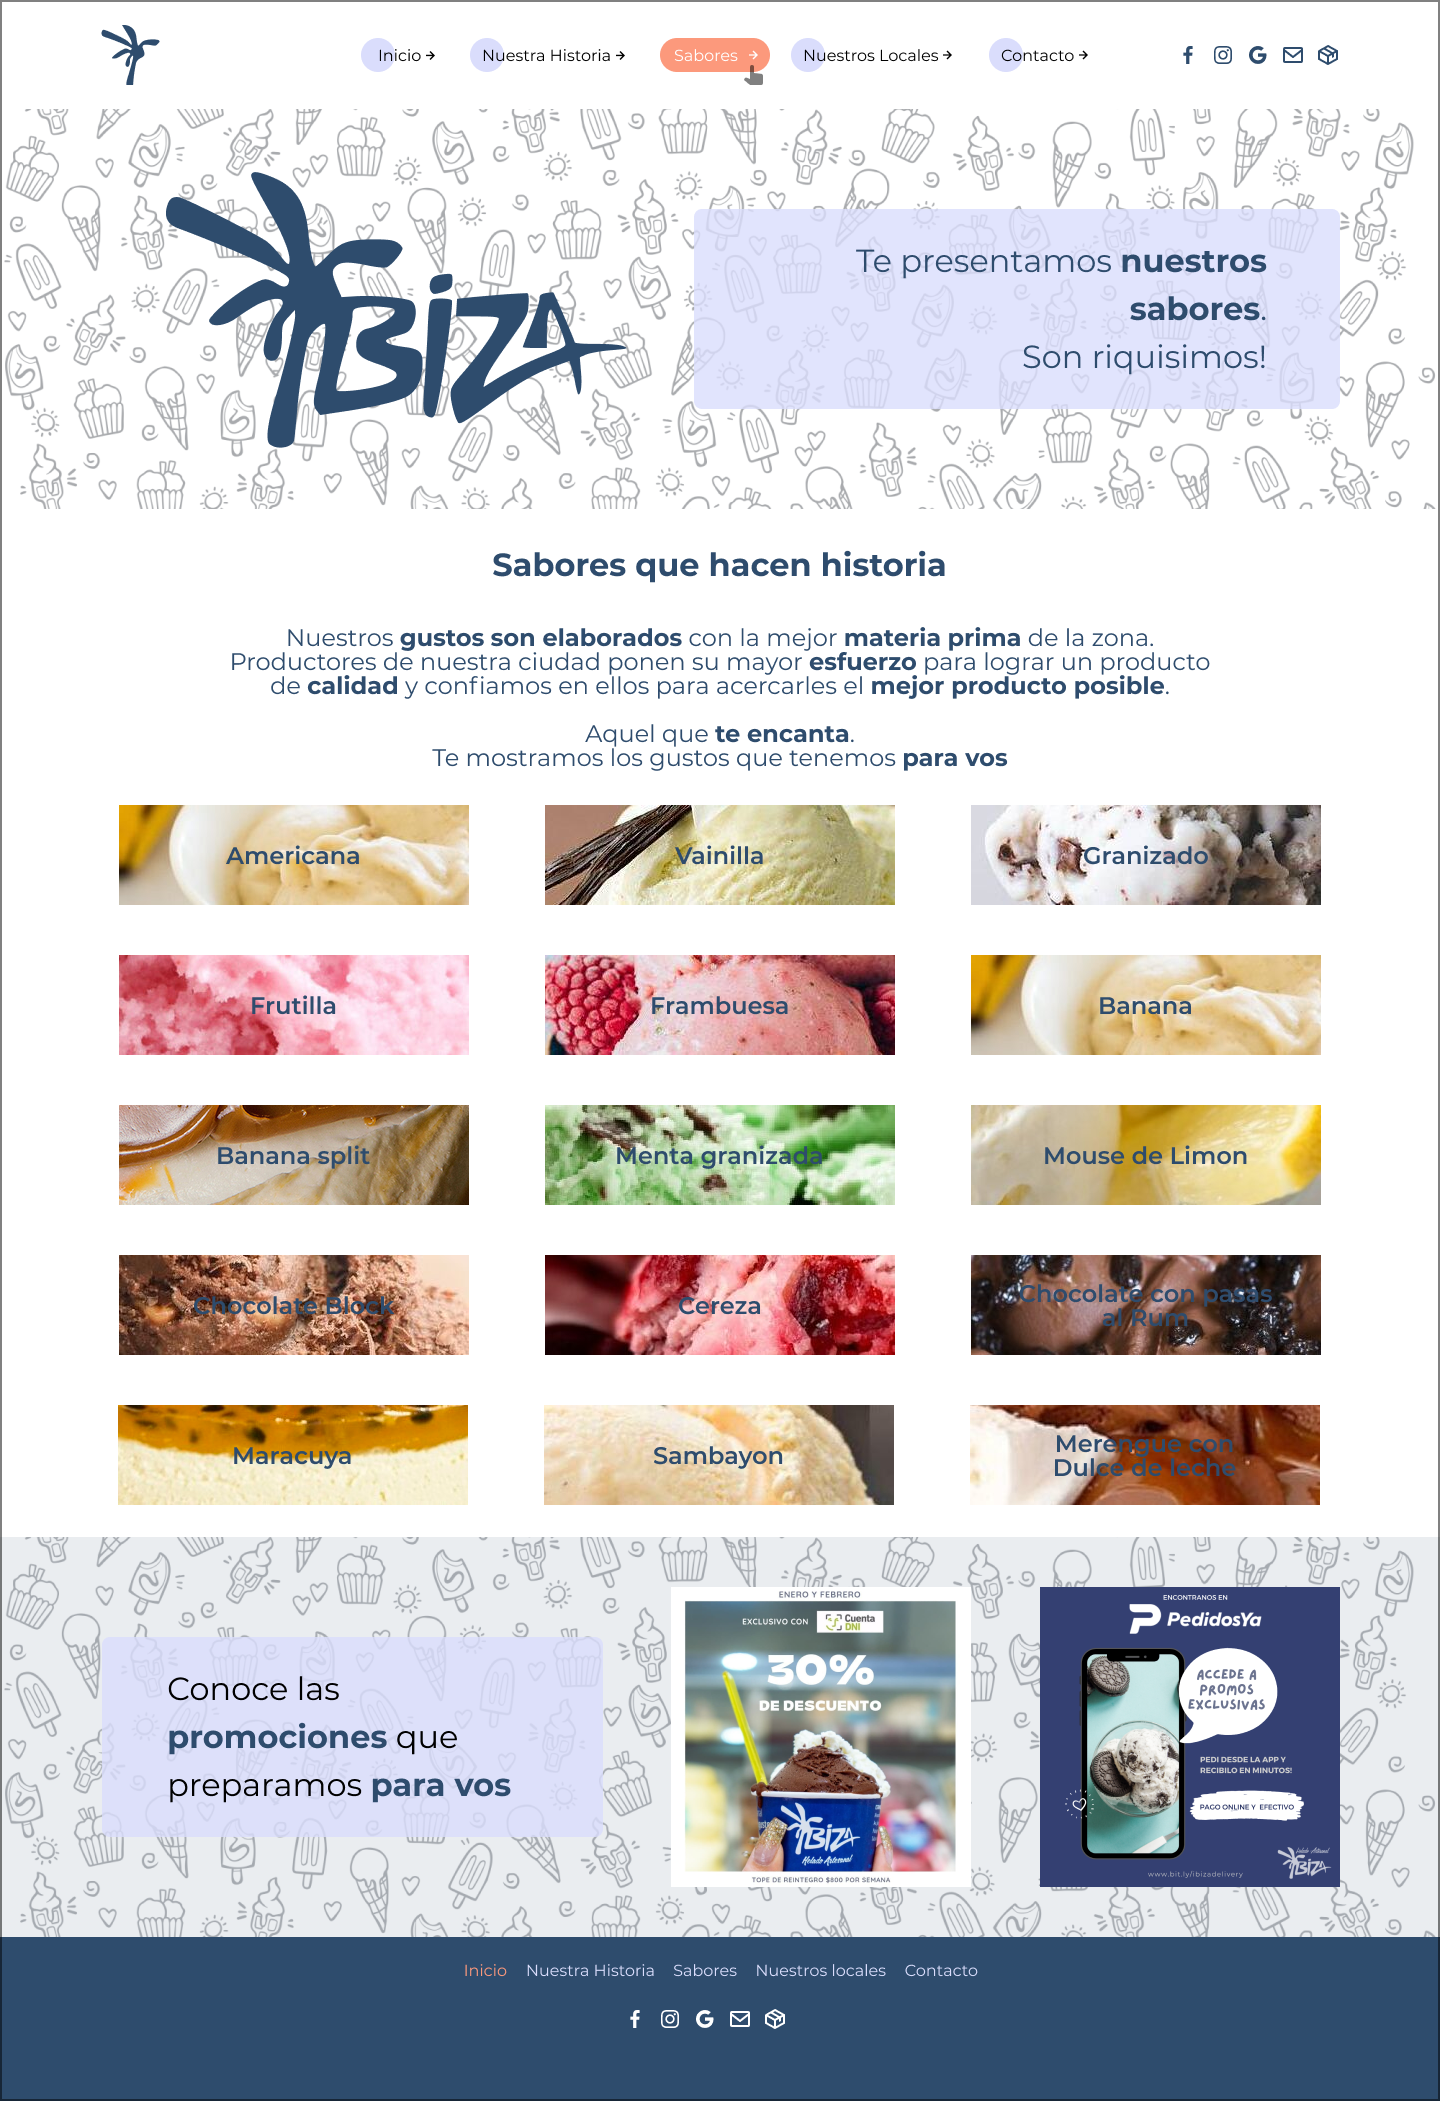 Inicio
Nuestra Historia
Sabores
Nuestros Locales
Contacto
IBIZA
Te presentamos nuestros
sabores.
Son riquisimos!
Sabores que hacen historia
Nuestros gustos son elaborados con la mejor materia prima de la zona.
Productores de nuestra ciudad ponen su mayor esfuerzo para lograr un producto
de calidad y confiamos en ellos para acercarles el mejor producto posible.
Aquel que te encanta.
Te mostramos los gustos que tenemos para vos
Americana
Vainilla
Granizado
Frutilla
Frambuesa
Banana
Banana split
Menta granizada
Mouse de Limon
Chocolate Block
Cereza
Chocolate con pasas
al Rum
Maracuya
Sambayon
Merengue con
Dulce de leche
Conoce las
promociones que
preparamos para vos
ENERO Y FEBRERO
EXCLUSIVO CON
Cuenta
DNI
30%
DE DESCUENTO
IBIZA
Helado Artesanal
TOPE DE REINTEGRO $800 POR SEMANA
ENCONTRANOS EN
PedidosYa
ACCEDE A
PROMOS
EXCLUSIVAS
PEDI DESDE LA APP Y
RECIBILO EN MINUTOS!
PAGO ONLINE Y EFECTIVO
Helado Artesanal
IBIZA
www.bit.ly/ibizadelivery
Inicio
Nuestra Historia
Sabores
Nuestros locales
Contacto